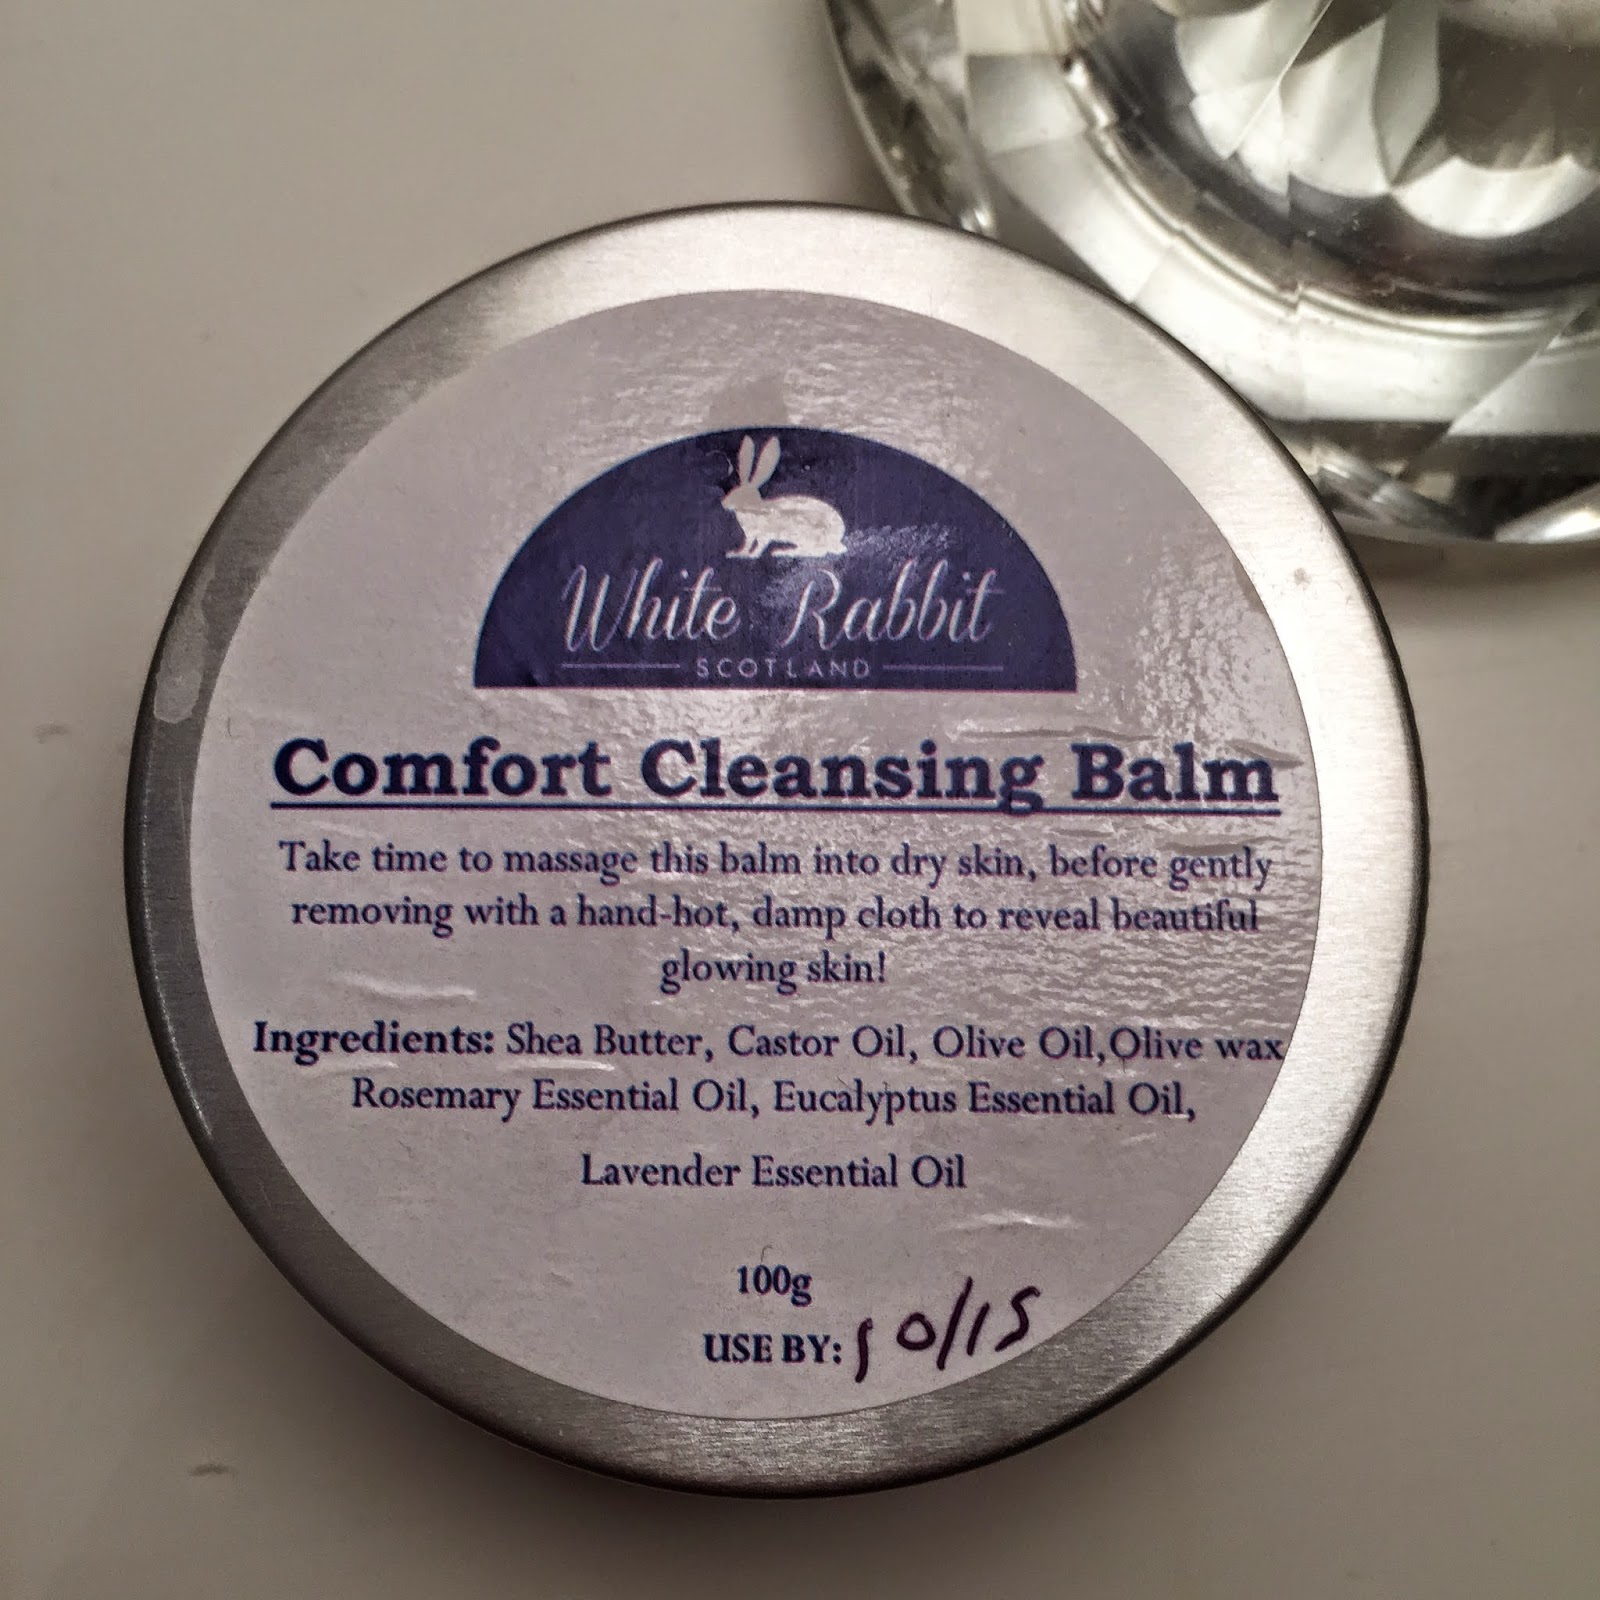 White Rabbit
SCOTLAND
Comfort Cleansing Balm
Take time to massage this balm into dry skin, before gently
removing with a hand-hot, damp cloth to reveal beautiful
glowing skin!
Ingredients: Shea Butter, Castor Oil, Olive Oil,Olive wax
Rosemary Essential Oil, Eucalyptus Essential Oil,
Lavender Essential Oil
100g
USE BY: 10/15